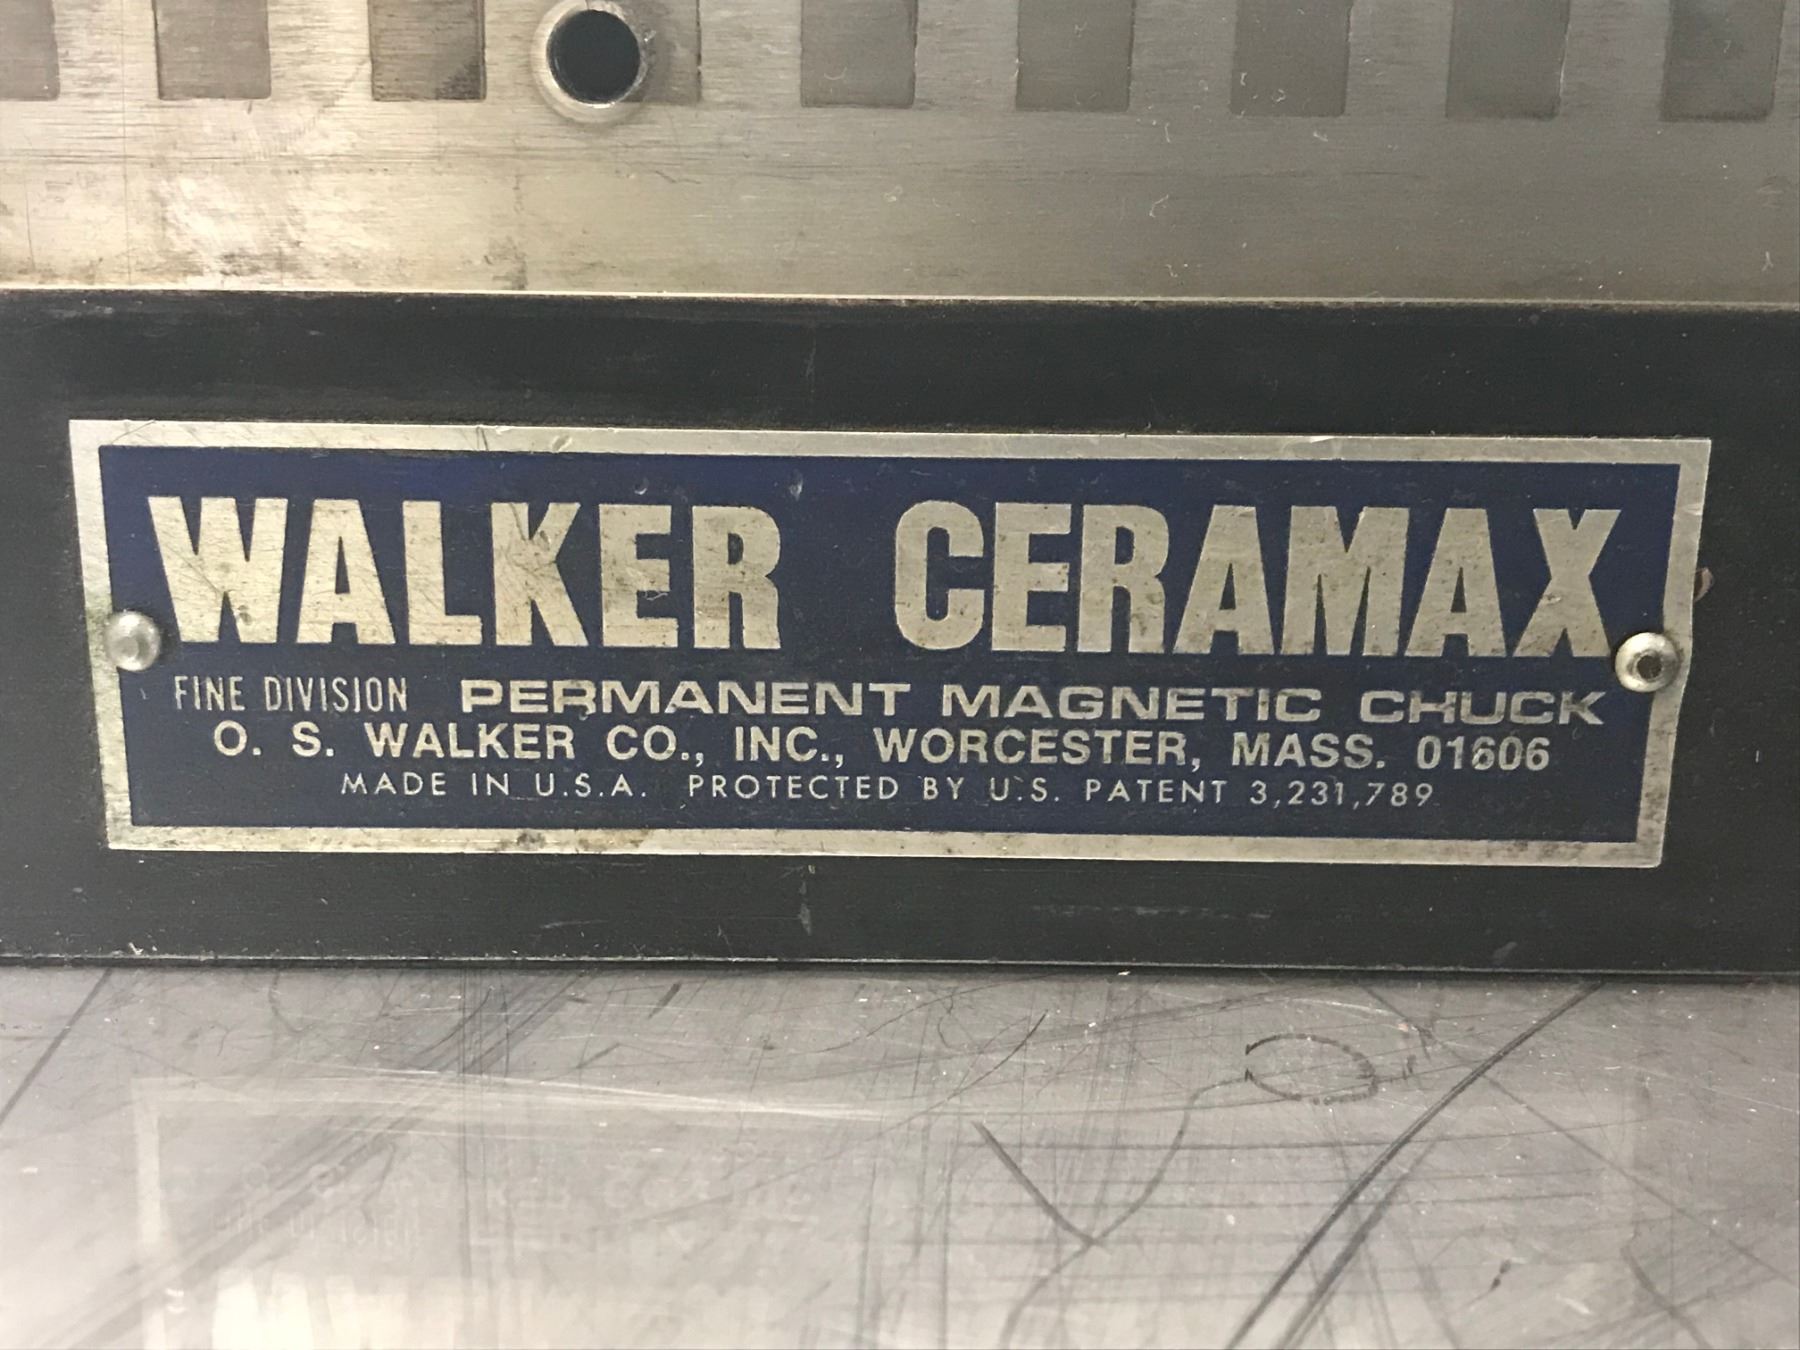 WALKER CERAMAX
FINE DIVISION PERMANENT MAGNETIC CHUCK
O. S. WALKER CO., INC., WORCESTER, MASS. 01606
MADE IN U.S.A. PROTECTED BY U.S. PATENT 3,231,789